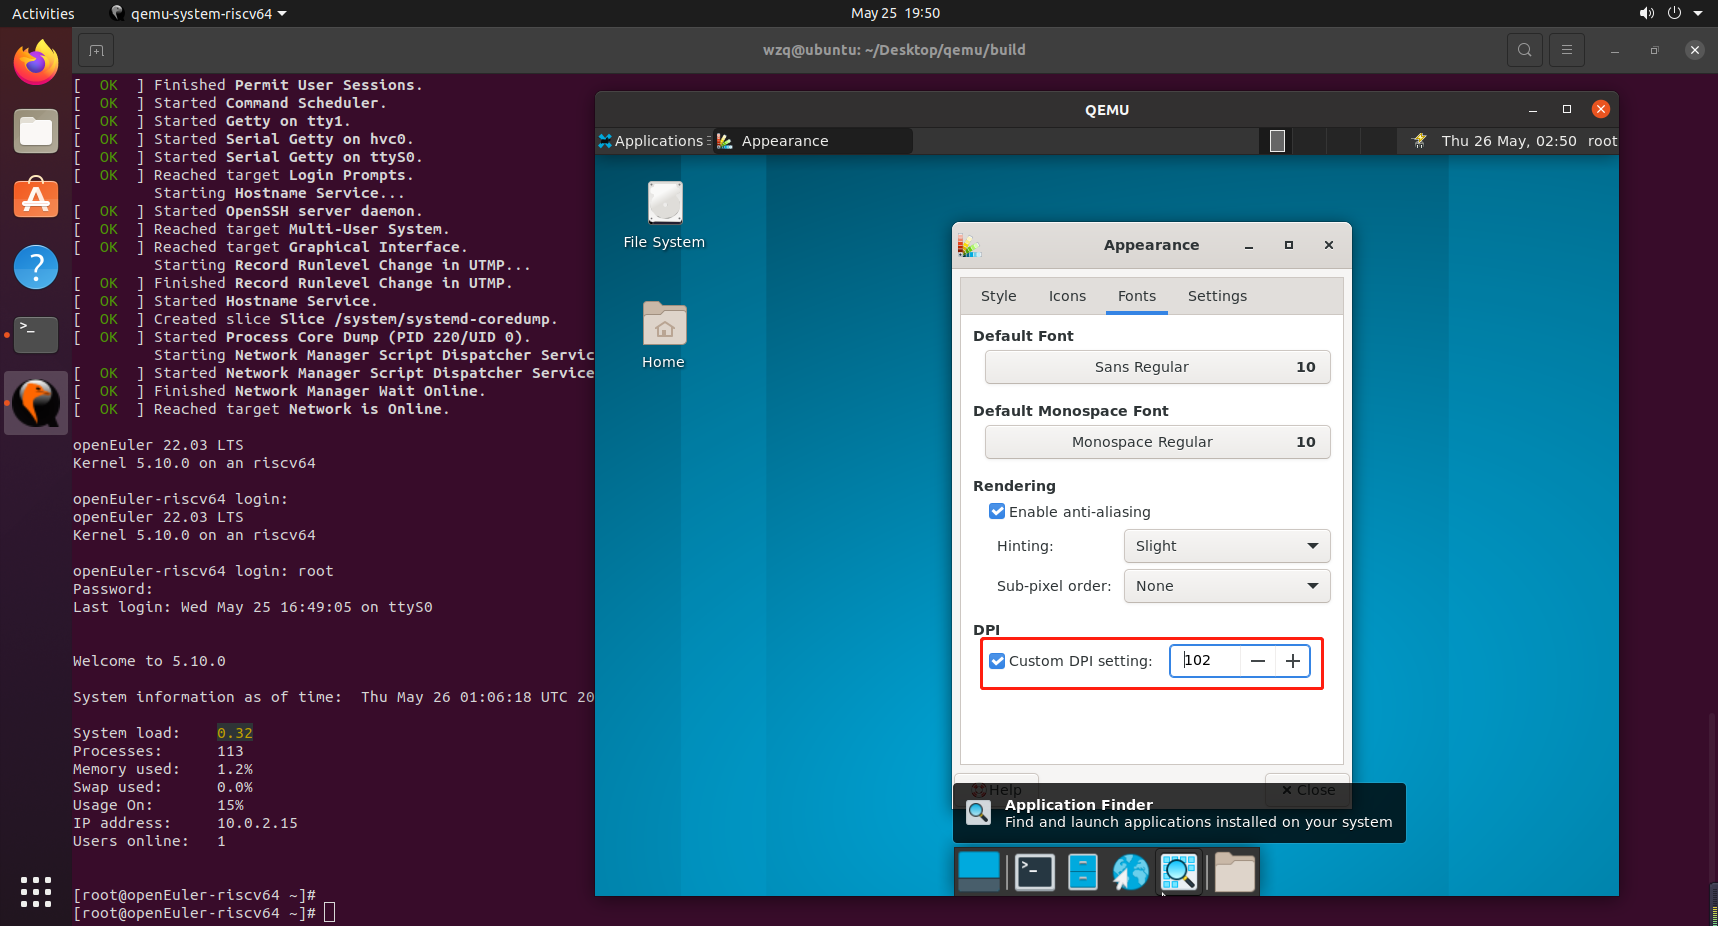 Activities
qemu-system-riscv64
May 25  19:50
wzq@ubuntu: ~/Desktop/qemu/build
[  OK  ] Finished Permit User Sessions.
[  OK  ] Started Command Scheduler.
[  OK  ] Started Getty on tty1.
[  OK  ] Started Serial Getty on hvc0.
[  OK  ] Started Serial Getty on ttyS0.
[  OK  ] Reached target Login Prompts.
         Starting Hostname Service...
[  OK  ] Started OpenSSH server daemon.
[  OK  ] Reached target Multi-User System.
[  OK  ] Reached target Graphical Interface.
         Starting Record Runlevel Change in UTMP...
[  OK  ] Finished Record Runlevel Change in UTMP.
[  OK  ] Started Hostname Service.
[  OK  ] Created slice Slice /system/systemd-coredump.
[  OK  ] Started Process Core Dump (PID 220/UID 0).
         Starting Network Manager Script Dispatcher Servic
[  OK  ] Started Network Manager Script Dispatcher Service
[  OK  ] Finished Network Manager Wait Online.
[  OK  ] Reached target Network is Online.
openEuler 22.03 LTS
Kernel 5.10.0 on an riscv64
openEuler-riscv64 login:
openEuler 22.03 LTS
Kernel 5.10.0 on an riscv64
openEuler-riscv64 login: root
Password:
Last login: Wed May 25 16:49:05 on ttyS0
Welcome to 5.10.0
System information as of time:  Thu May 26 01:06:18 UTC 20
System load:    0.32
Processes:      113
Memory used:    1.2%
Swap used:      0.0%
Usage On:       15%
IP address:     10.0.2.15
Users online:   1
[root@openEuler-riscv64 ~]#
[root@openEuler-riscv64 ~]#
QEMU
Applications
Appearance
Thu 26 May, 02:50
root
File System
Home
Appearance
Style
Icons
Fonts
Settings
Default Font
Sans Regular 10
Default Monospace Font
Monospace Regular 10
Rendering
Enable anti-aliasing
Hinting: Slight
Sub-pixel order: None
DPI
Custom DPI setting: 102
Help
Close
Application Finder
Find and launch applications installed on your system